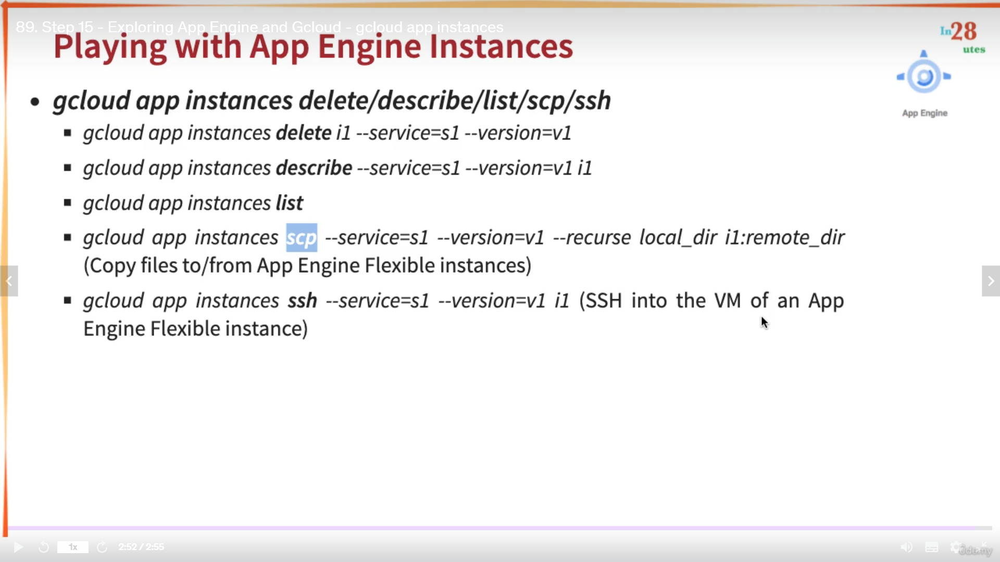 89. Step 15 - Exploring App Engine and Gcloud - gcloud app instances
Playing with App Engine Instances
In28
utes
App Engine
• gcloud app instances delete/describe/list/scp/ssh
▪ gcloud app instances delete i1 --service=s1 --version=v1
▪ gcloud app instances describe --service=s1 --version=v1 i1
▪ gcloud app instances list
▪ gcloud app instances scp --service=s1 --version=v1 --recurse local_dir i1:remote_dir
(Copy files to/from App Engine Flexible instances)
▪ gcloud app instances ssh --service=s1 --version=v1 i1 (SSH into the VM of an App
Engine Flexible instance)
1x
2:52 / 2:55
ûdemy